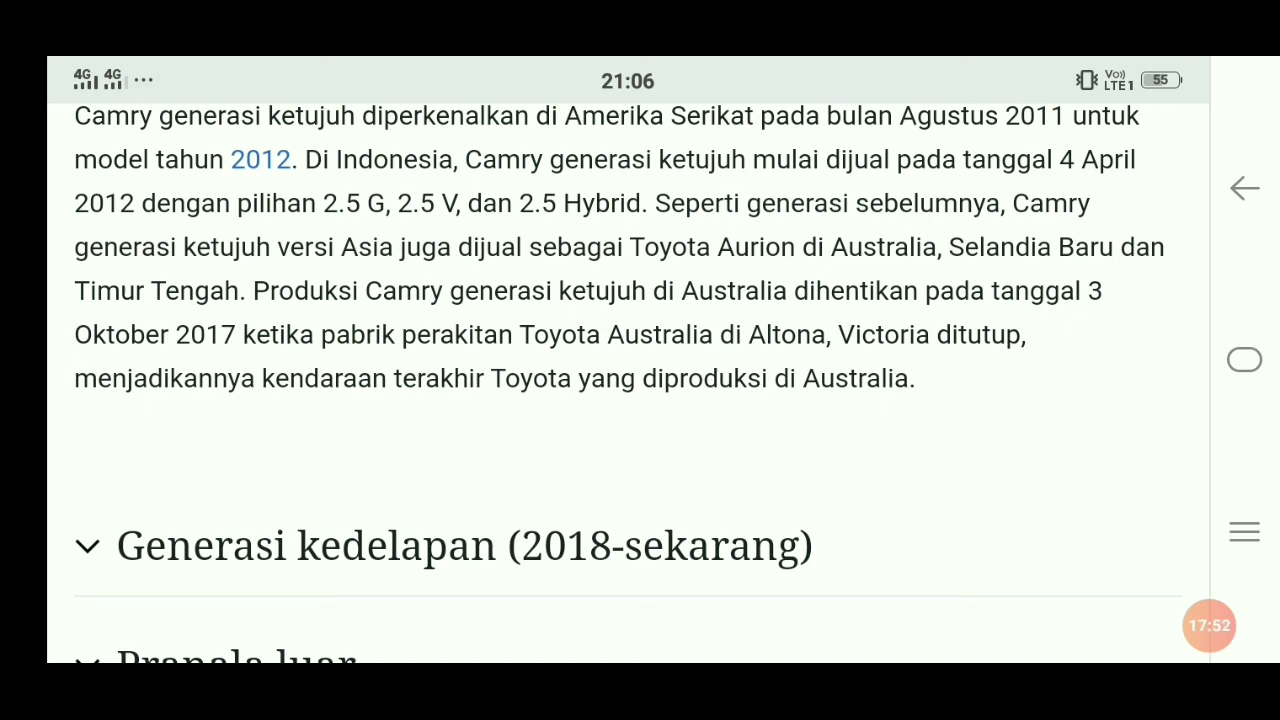 4G 4G ... 21:06 Vo)) LTE 1 55
Camry generasi ketujuh diperkenalkan di Amerika Serikat pada bulan Agustus 2011 untuk
model tahun 2012. Di Indonesia, Camry generasi ketujuh mulai dijual pada tanggal 4 April
2012 dengan pilihan 2.5 G, 2.5 V, dan 2.5 Hybrid. Seperti generasi sebelumnya, Camry
generasi ketujuh versi Asia juga dijual sebagai Toyota Aurion di Australia, Selandia Baru dan
Timur Tengah. Produksi Camry generasi ketujuh di Australia dihentikan pada tanggal 3
Oktober 2017 ketika pabrik perakitan Toyota Australia di Altona, Victoria ditutup,
menjadikannya kendaraan terakhir Toyota yang diproduksi di Australia.
Generasi kedelapan (2018-sekarang)
17:52
Pranala luar